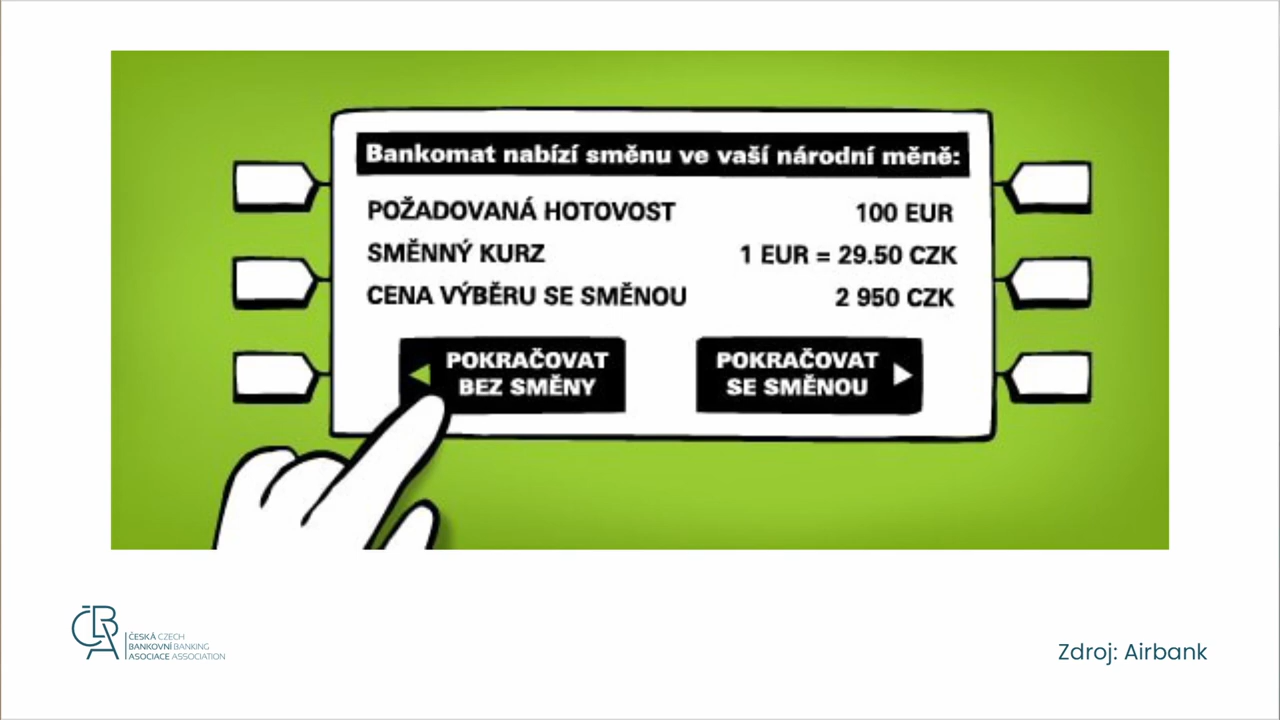 Bankomat nabízí směnu ve vaší národní měně:
POŽADOVANÁ HOTOVOST 100 EUR
SMĚNNÝ KURZ 1 EUR = 29.50 CZK
CENA VÝBĚRU SE SMĚNOU 2 950 CZK
POKRAČOVAT
BEZ SMĚNY
POKRAČOVAT
SE SMĚNOU
ČBA
ČESKÁ CZECH
BANKOVNÍ BANKING
ASOCIACE ASSOCIATION
Zdroj: Airbank